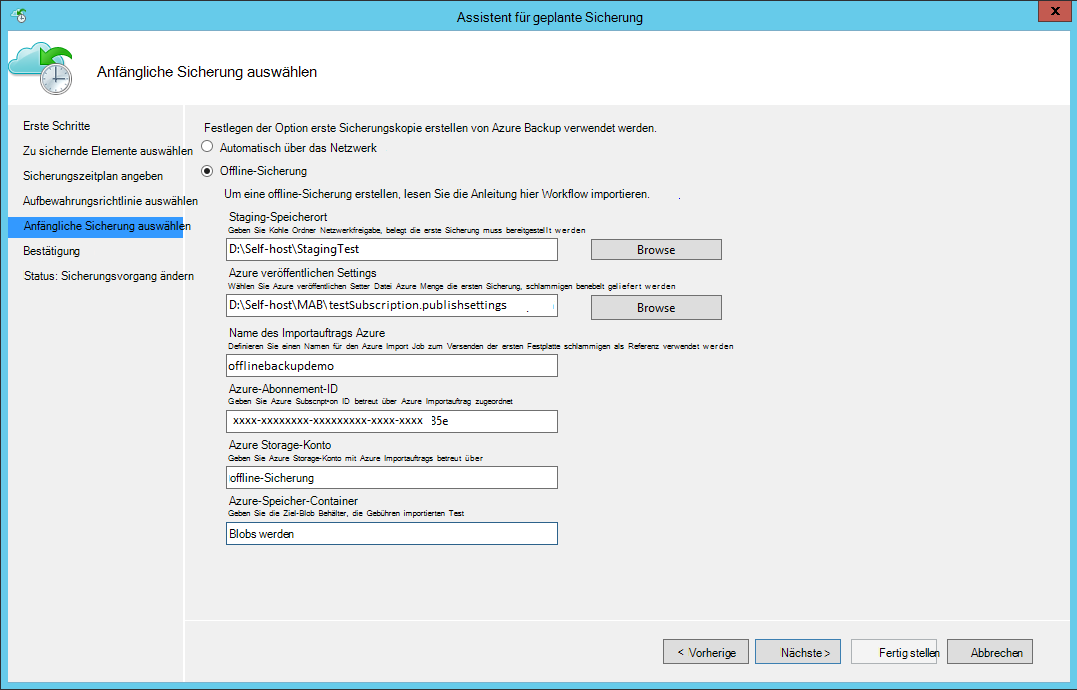 Assistent für geplante Sicherung
x
Anfängliche Sicherung auswählen
Erste Schritte
Zu sichernde Elemente auswählen
Sicherungszeitplan angeben
Aufbewahrungsrichtlinie auswählen
Anfängliche Sicherung auswählen
Bestätigung
Status: Sicherungsvorgang ändern
Festlegen der Option erste Sicherungskopie erstellen von Azure Backup verwendet werden.
Automatisch über das Netzwerk
Offline-Sicherung
Um eine offline-Sicherung erstellen, lesen Sie die Anleitung hier Workflow importieren.
Staging-Speicherort
Geben Sie Kohle Ordner Netzwerkfreigabe, belegt die erste Sicherung muss bereitgestellt werden
D:\Self-host\StagingTest
Browse
Azure veröffentlichen Settings
Wählen Sie Azure veröffentlichen Setter Datei Azure Menge die ersten Sicherung, schlammigen benebelt geliefert werden
D:\Self-host\MAB\testSubscription.publishsettings
Browse
Name des Importauftrags Azure
Definieren Sie einen Namen für den Azure Import Job zum Versenden der ersten Festplatte schlammigen als Referenz verwendet werden
offlinebackupdemo
Azure-Abonnement-ID
Geben Sie Azure Subscnpt•on ID betreut über Azure Importauftrag zugeordnet
xxxx-xxxxxxxx-xxxxxxxxx-xxxx-xxxx 35e
Azure Storage-Konto
Geben Sie Azure Storage-Konto mit Azure Importauftrags betreut über
offline-Sicherung
Azure-Speicher-Container
Geben Sie die Ziel-Blob Behälter, die Gebühren importierten Test
Blobs werden
< Vorherige
Nächste >
Fertig stellen
Abbrechen